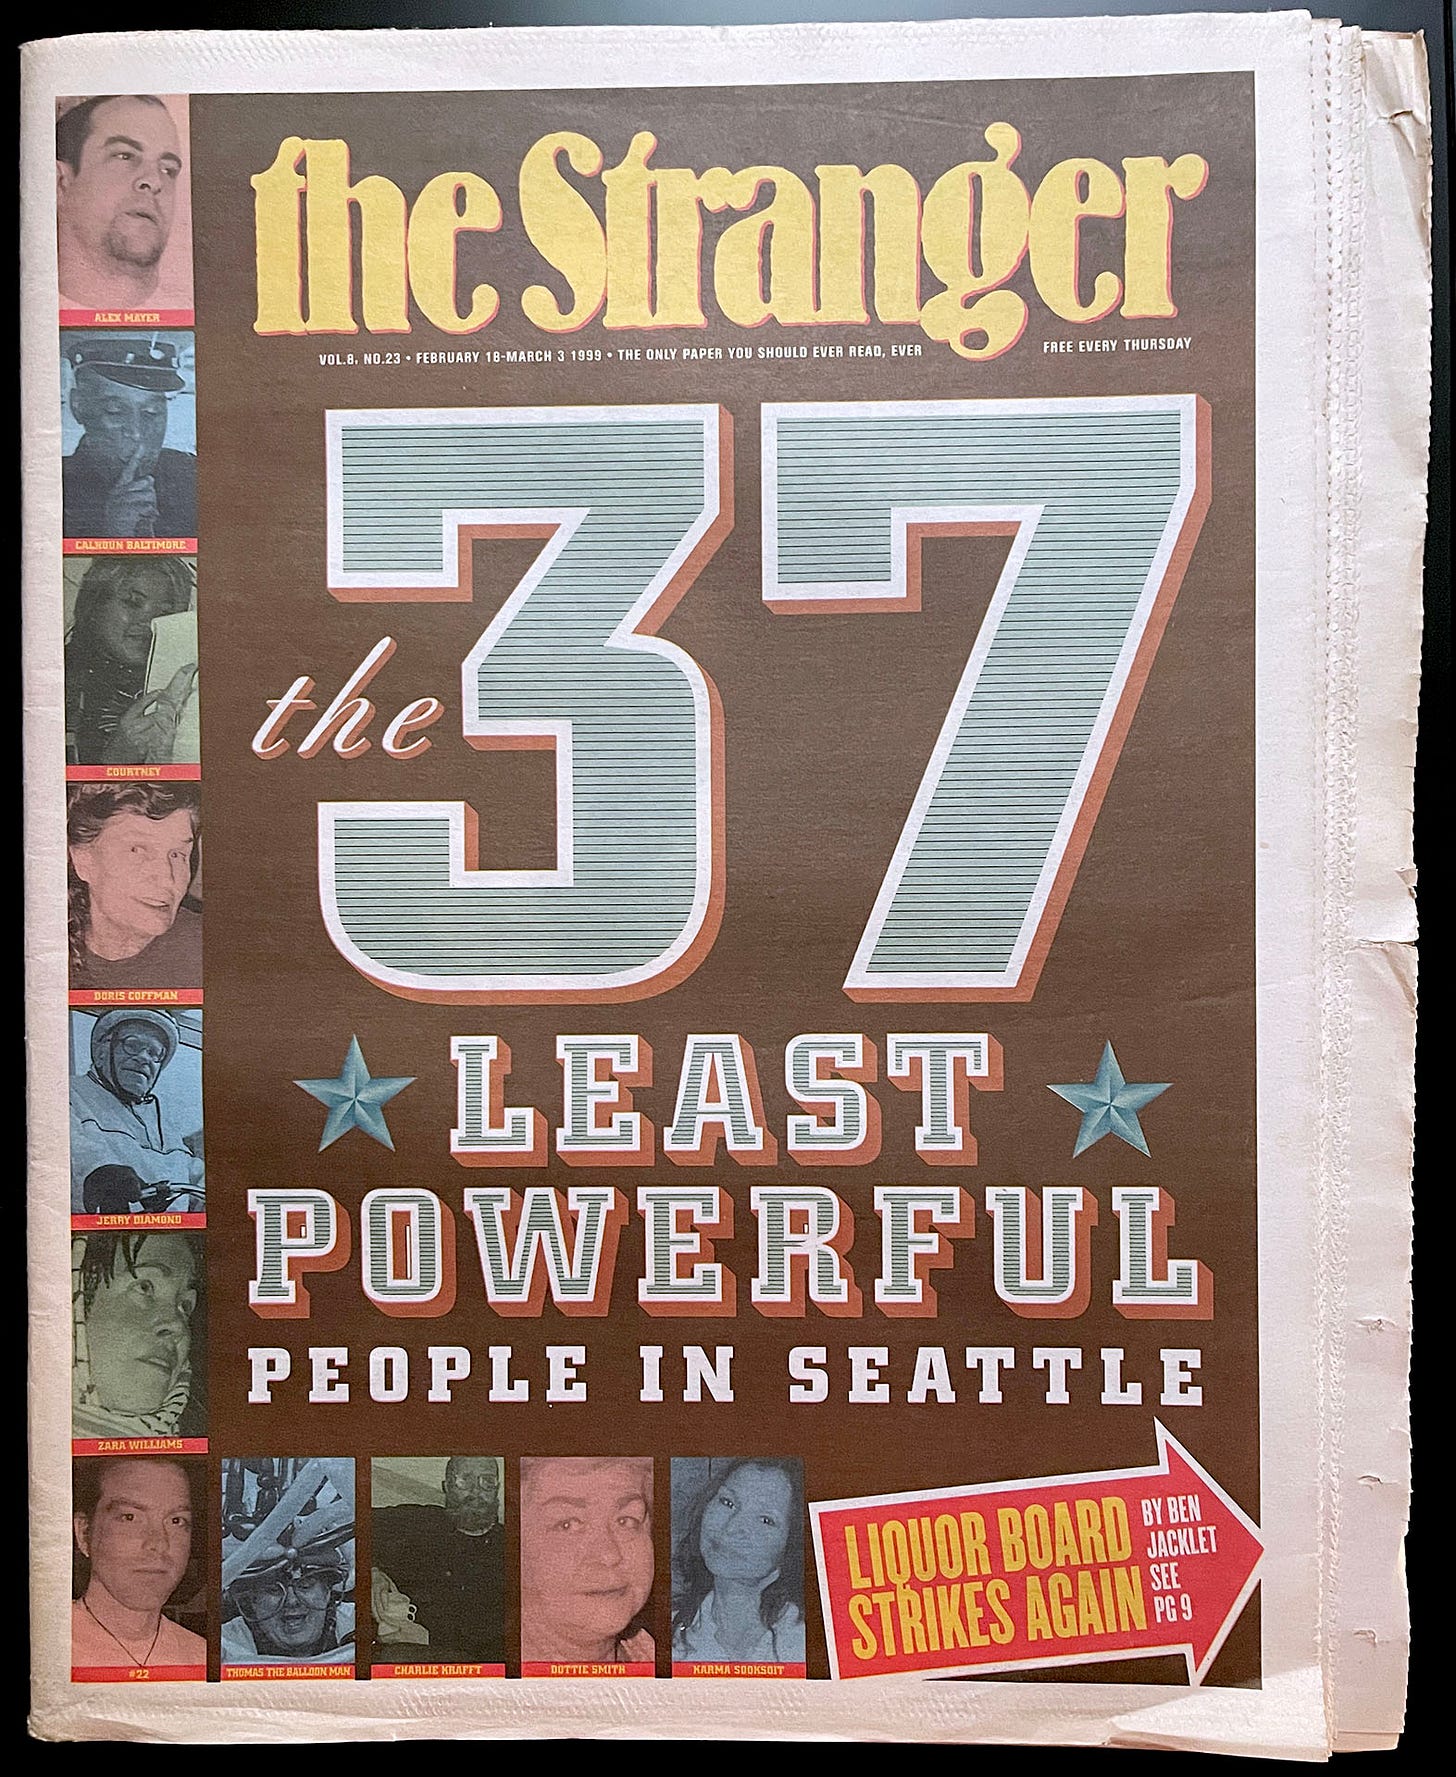 the Stranger
VOL.8, NO.23 • FEBRUARY 18-MARCH 3 1999 • THE ONLY PAPER YOU SHOULD EVER READ, EVER
FREE EVERY THURSDAY
the 37
LEAST
POWERFUL
PEOPLE IN SEATTLE
ALEX MAYER
CALHOUN BALTIMORE
COURTNEY
DORIS COFFMAN
JERRY DIAMOND
ZARA WILLIAMS
#22
THOMAS THE BALLOON MAN
CHARLIE KRAFFT
DOTTIE SMITH
KARMA SOOKSOIT
LIQUOR BOARD
STRIKES AGAIN
BY BEN
JACKLET
SEE
PG 9